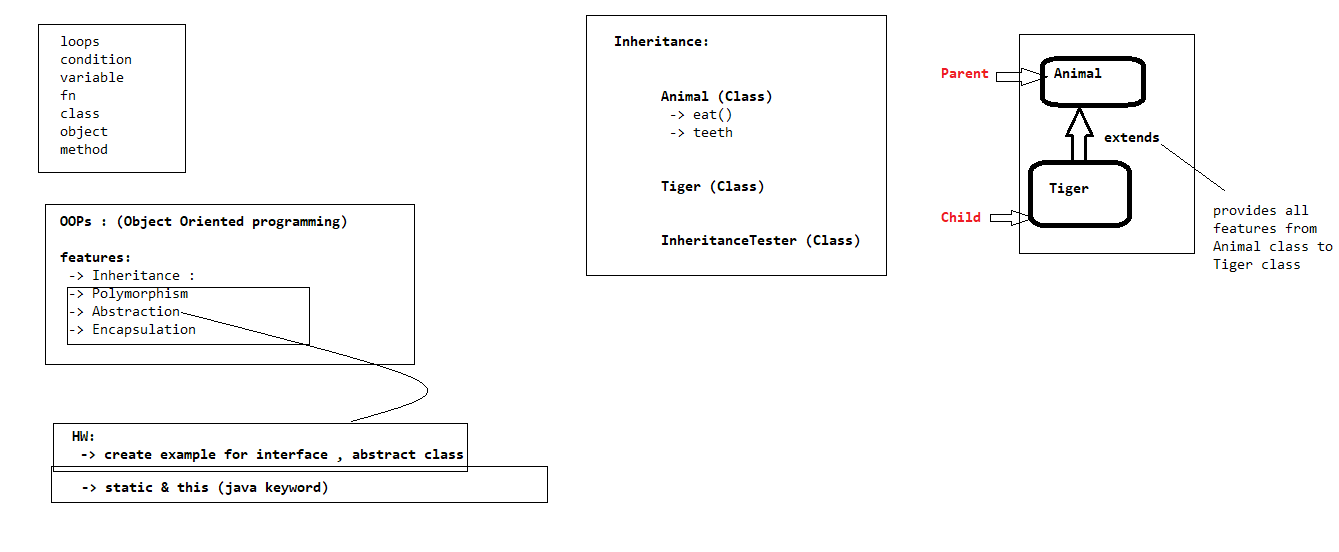 loops
condition
variable
fn
class
object
method
OOPs : (Object Oriented programming)
features:
-> Inheritance :
-> Polymorphism
-> Abstraction
-> Encapsulation
HW:
-> create example for interface , abstract class
-> static & this (java keyword)
Inheritance:
Animal (Class)
-> eat()
-> teeth
Tiger (Class)
InheritanceTester (Class)
Parent
Animal
extends
Tiger
Child
provides all
features from
Animal class to
Tiger class